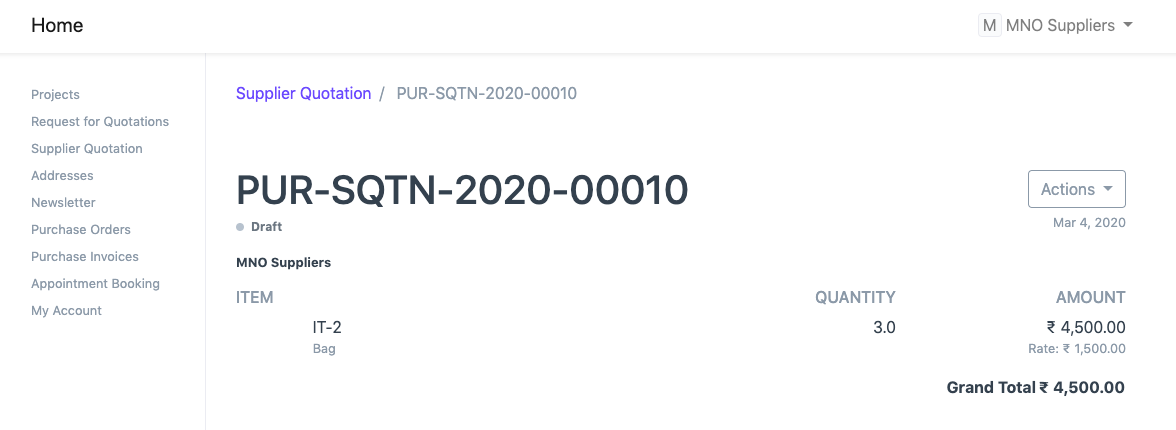 Home
M MNO Suppliers
Projects
Request for Quotations
Supplier Quotation
Addresses
Newsletter
Purchase Orders
Purchase Invoices
Appointment Booking
My Account
Supplier Quotation / PUR-SQTN-2020-00010
PUR-SQTN-2020-00010
Actions
Draft
Mar 4, 2020
MNO Suppliers
ITEM QUANTITY AMOUNT
IT-2 3.0 ₹ 4,500.00
Bag Rate: ₹ 1,500.00
Grand Total ₹ 4,500.00